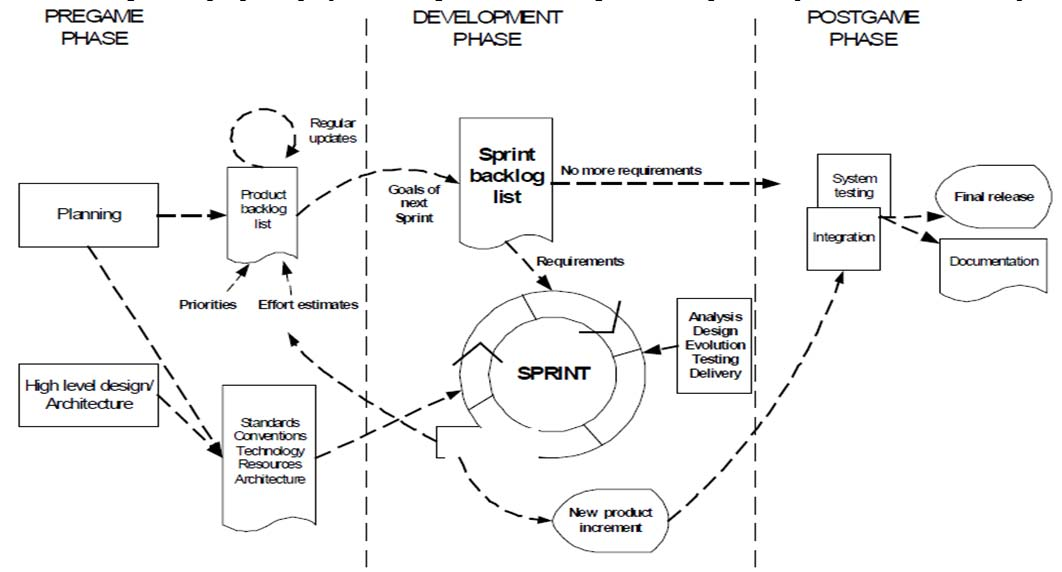 PREGAME
PHASE
DEVELOPMENT
PHASE
POSTGAME
PHASE
Regular
updates
Planning
Product
backlog
list
Goals of
next
Sprint
Sprint
backlog
list
No more requirements
System
testing
Integration
Final release
Documentation
Priorities
Effort estimates
Requirements
High level design/
Architecture
Standards
Conventions
Technology
Resources
Architecture
SPRINT
Analysis
Design
Evolution
Testing
Delivery
New product
increment